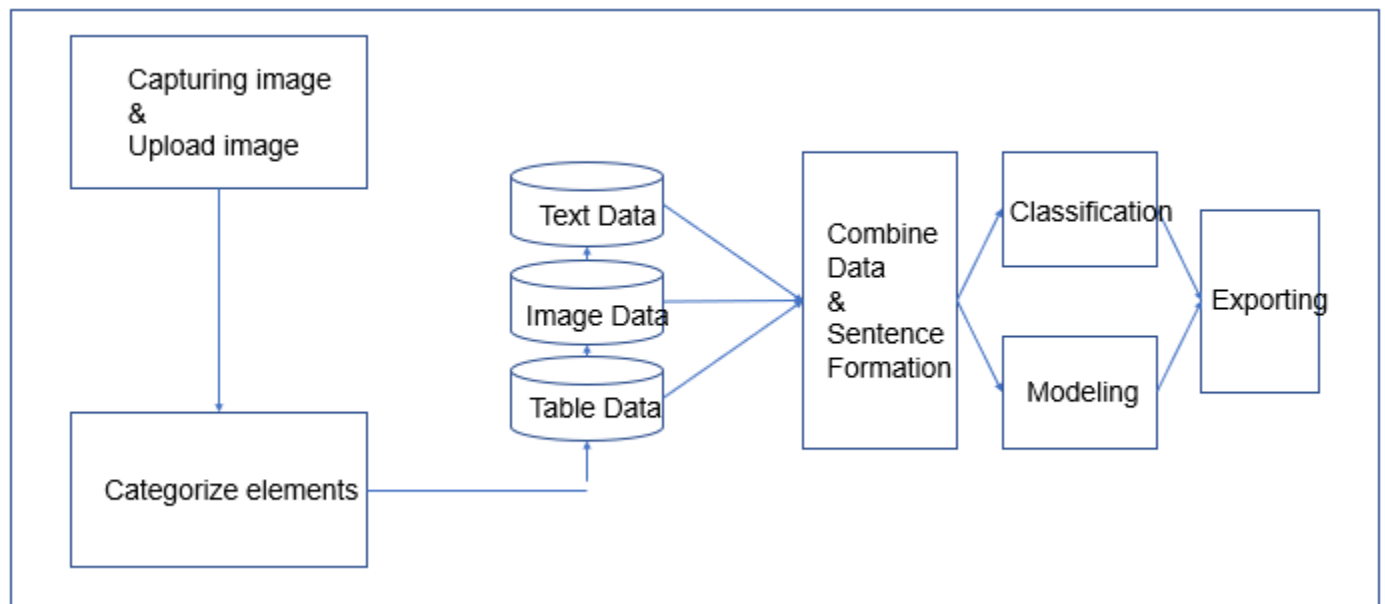 Capturing image
&
Upload image
Categorize elements
Text Data
Image Data
Table Data
Combine
Data
&
Sentence
Formation
Classification
Modeling
Exporting